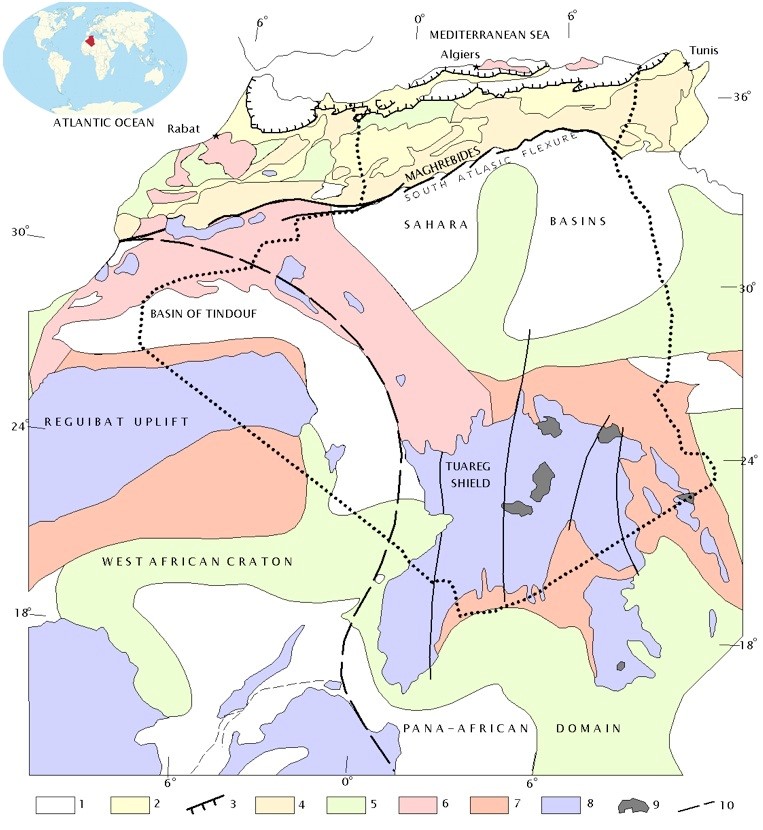 6°
0°
MEDITERRANEAN SEA
6°
Algiers
Tunis
36°
ATLANTIC OCEAN
Rabat
MAGHREBIDES
SOUTH ATLASIC FLEXURE
30°
SAHARA BASINS
30°
BASIN OF TINDOUF
REGUIBAT UPLIFT
24°
TUAREG
SHIELD
24°
WEST AFRICAN CRATON
18°
18°
PANA-AFRICAN DOMAIN
6°
0°
6°
1 2 3 4 5 6 7 8 9 10